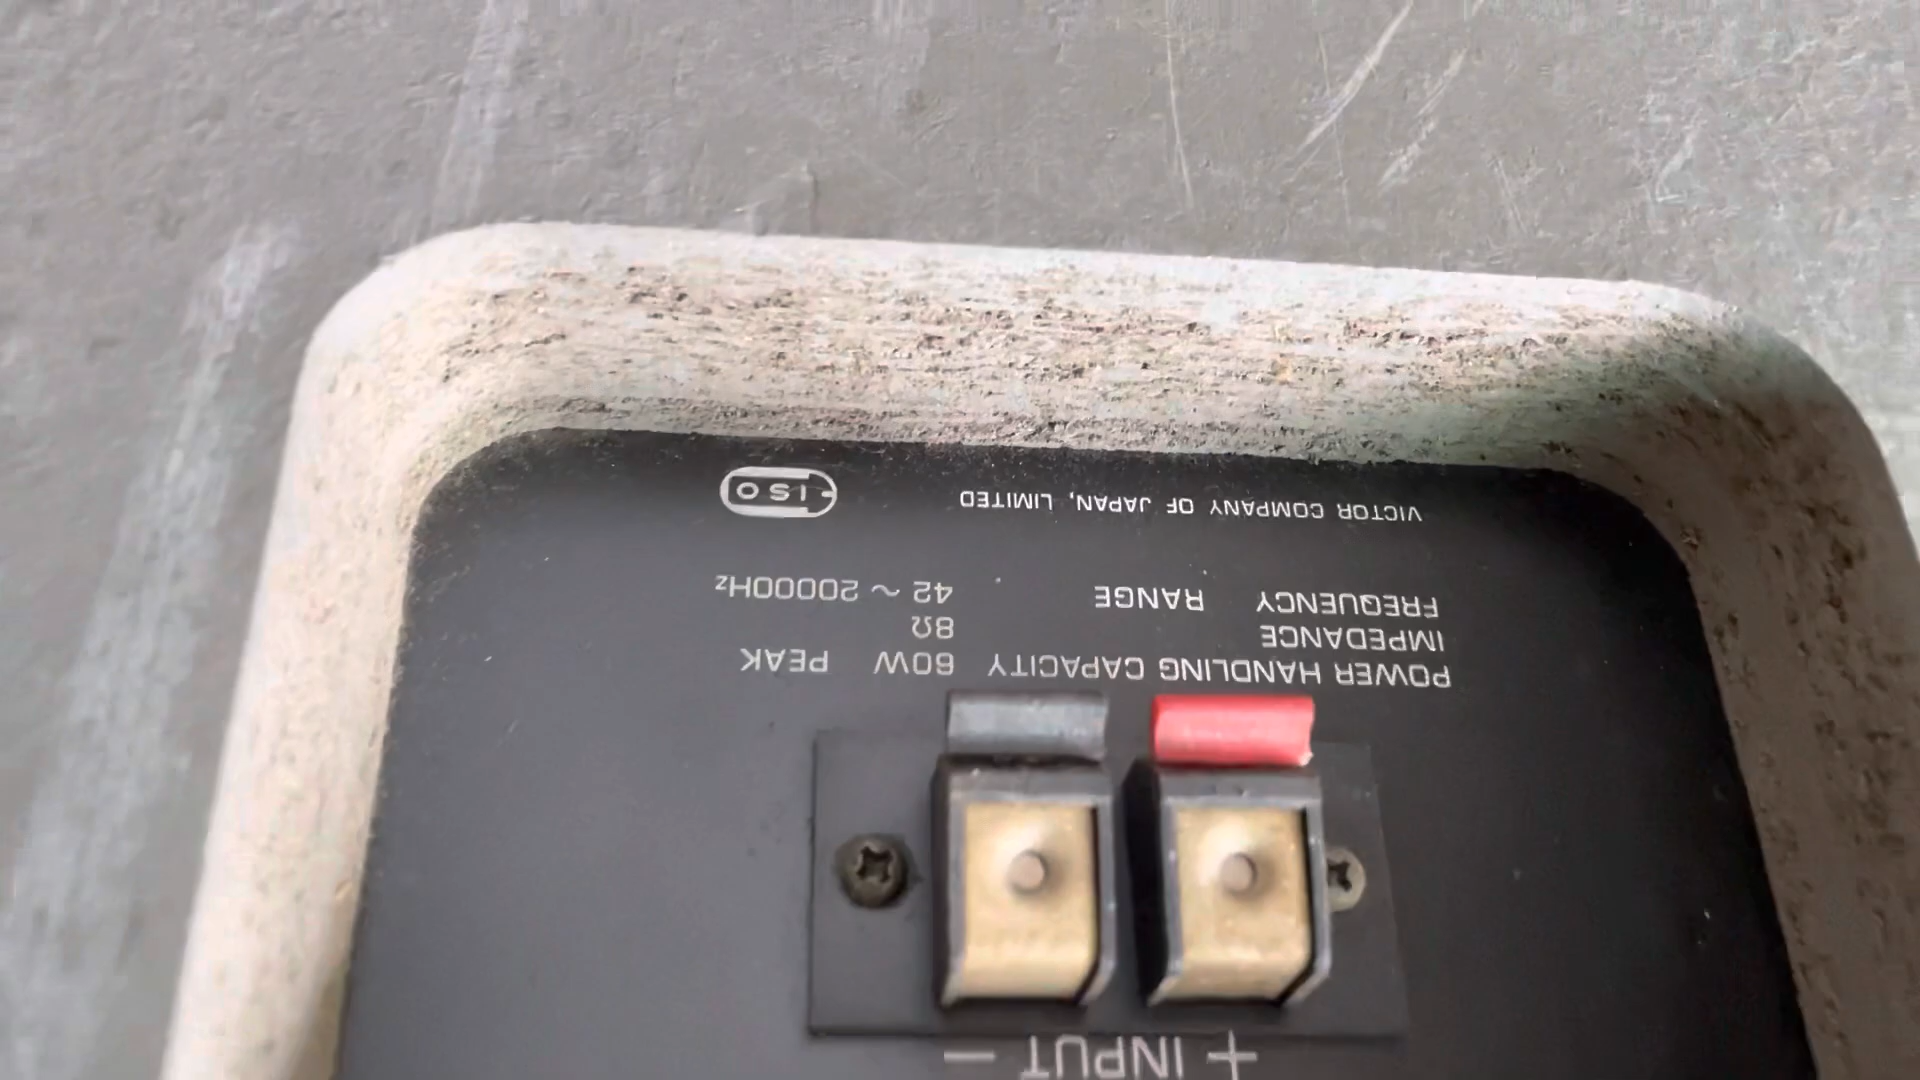 + INPUT −
POWER HANDLING CAPACITY 60W PEAK
IMPEDANCE 8Ω
FREQUENCY RANGE 42 ~ 20000Hz
VICTOR COMPANY OF JAPAN, LIMITED ISO